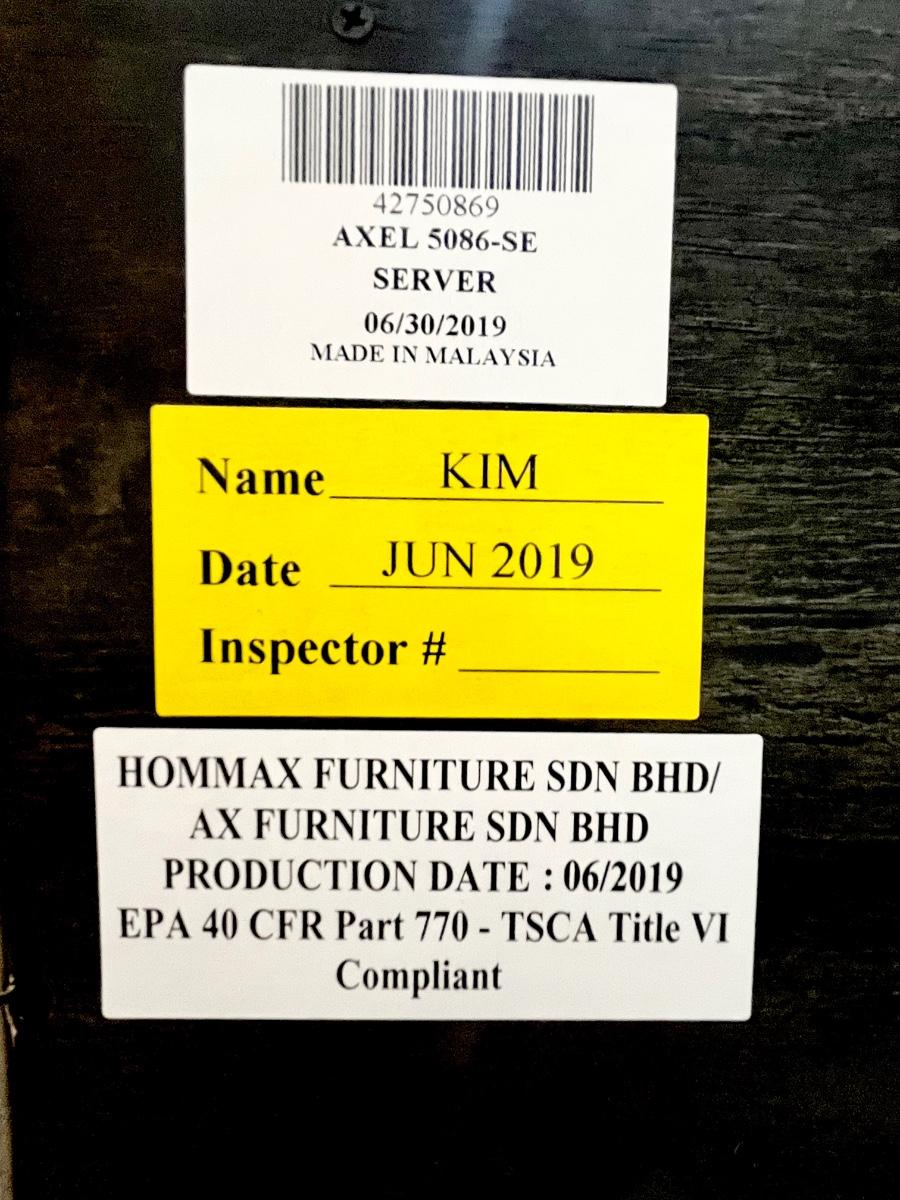 42750869
AXEL 5086-SE
SERVER
06/30/2019
MADE IN MALAYSIA
Name KIM
Date JUN 2019
Inspector #
HOMMAX FURNITURE SDN BHD/
AX FURNITURE SDN BHD
PRODUCTION DATE : 06/2019
EPA 40 CFR Part 770 - TSCA Title VI
Compliant